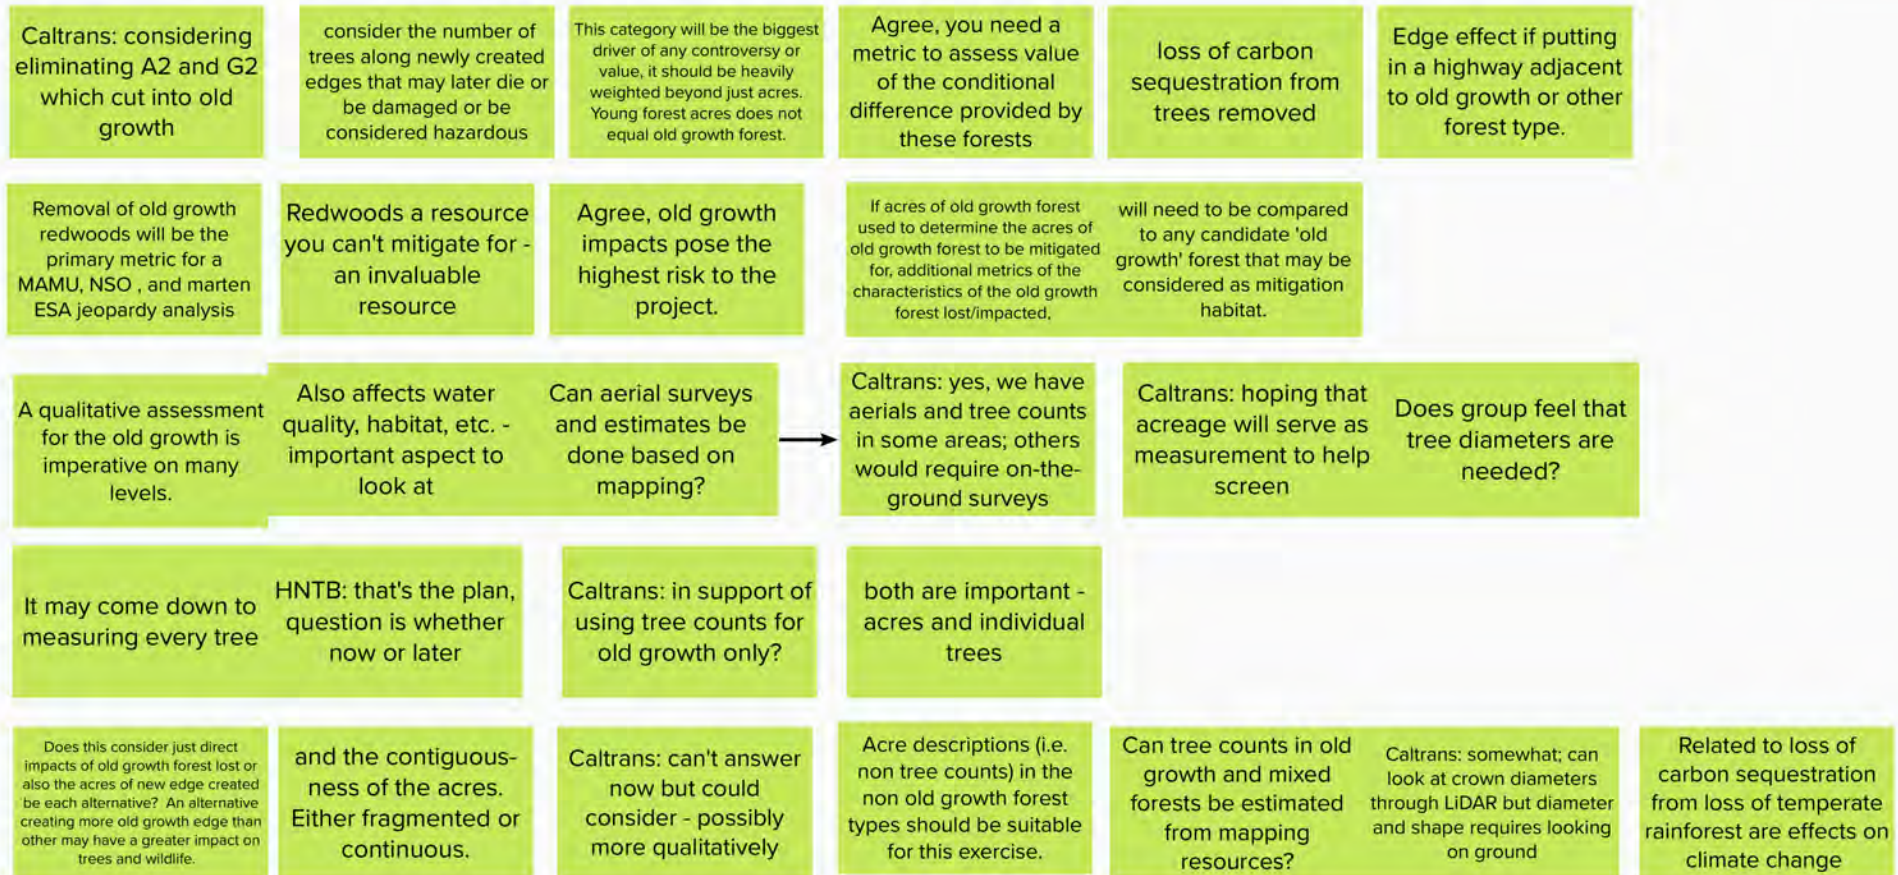 Caltrans: considering
eliminating A2 and G2
which cut into old
growth
consider the number of
trees along newly created
edges that may later die or
be damaged or be
considered hazardous
This category will be the biggest
driver of any controversy or
value, it should be heavily
weighted beyond just acres.
Young forest acres does not
equal old growth forest.
Agree, you need a
metric to assess value
of the conditional
difference provided by
these forests
loss of carbon
sequestration from
trees removed
Edge effect if putting
in a highway adjacent
to old growth or other
forest type.
Removal of old growth
redwoods will be the
primary metric for a
MAMU, NSO , and marten
ESA jeopardy analysis
Redwoods a resource
you can't mitigate for -
an invaluable
resource
Agree, old growth
impacts pose the
highest risk to the
project.
If acres of old growth forest
used to determine the acres of
old growth forest to be mitigated
for, additional metrics of the
characteristics of the old growth
forest lost/impacted,
will need to be compared
to any candidate 'old
growth' forest that may be
considered as mitigation
habitat.
A qualitative assessment
for the old growth is
imperative on many
levels.
Also affects water
quality, habitat, etc. -
important aspect to
look at
Can aerial surveys
and estimates be
done based on
mapping?
Caltrans: yes, we have
aerials and tree counts
in some areas; others
would require on-the-
ground surveys
Caltrans: hoping that
acreage will serve as
measurement to help
screen
Does group feel that
tree diameters are
needed?
It may come down to
measuring every tree
HNTB: that's the plan,
question is whether
now or later
Caltrans: in support of
using tree counts for
old growth only?
both are important -
acres and individual
trees
Does this consider just direct
impacts of old growth forest lost or
also the acres of new edge created
be each alternative? An alternative
creating more old growth edge than
other may have a greater impact on
trees and wildlife.
and the contiguous-
ness of the acres.
Either fragmented or
continuous.
Caltrans: can't answer
now but could
consider - possibly
more qualitatively
Acre descriptions (i.e.
non tree counts) in the
non old growth forest
types should be suitable
for this exercise.
Can tree counts in old
growth and mixed
forests be estimated
from mapping
resources?
Caltrans: somewhat; can
look at crown diameters
through LiDAR but diameter
and shape requires looking
on ground
Related to loss of
carbon sequestration
from loss of temperate
rainforest are effects on
climate change